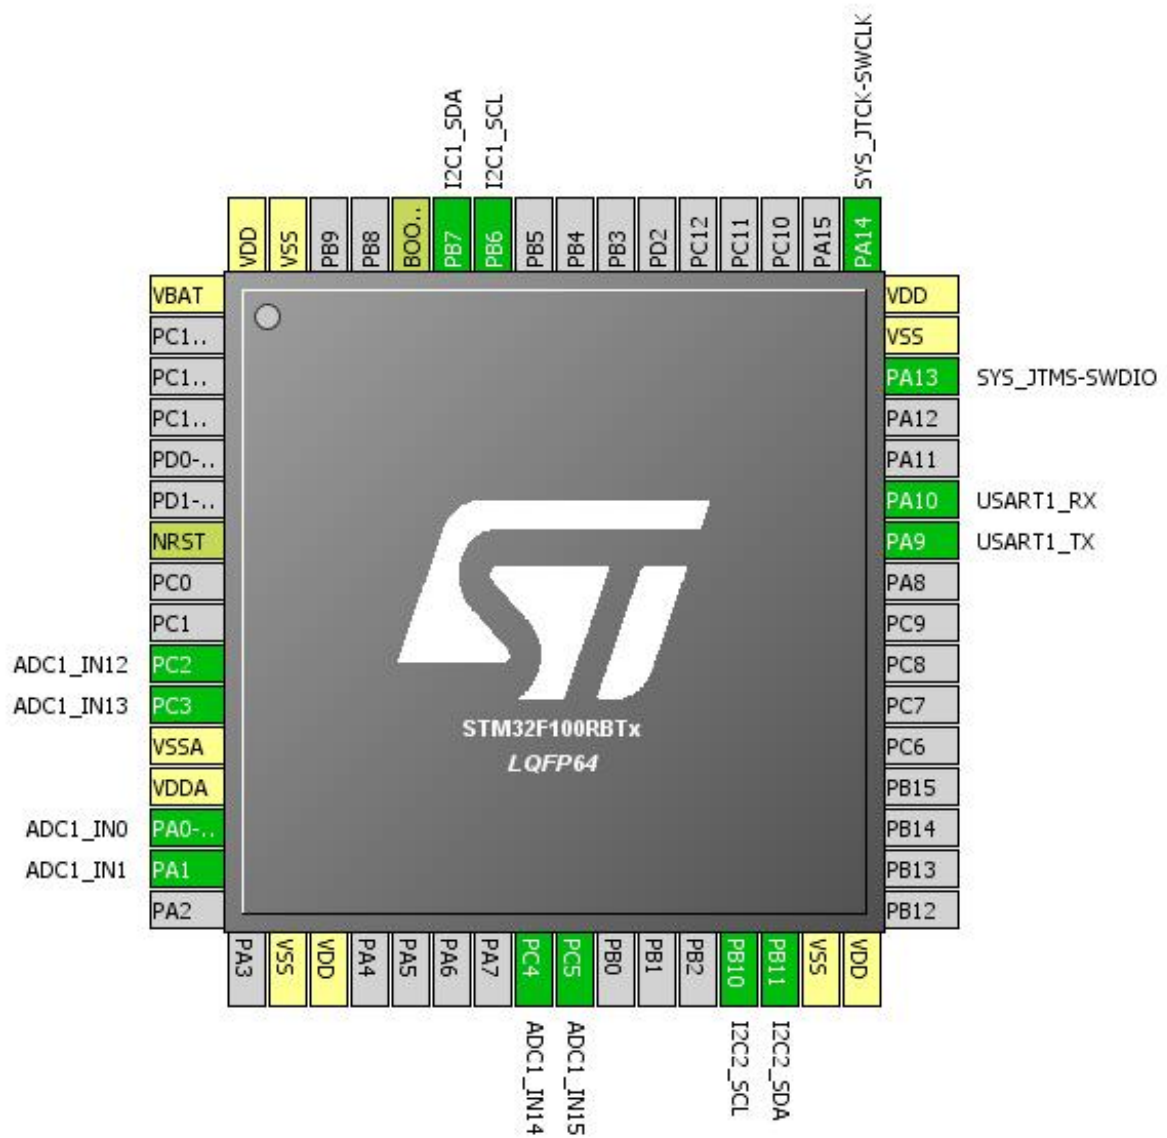 SYS_JTCK-SWCLK
I2C1_SDA
I2C1_SCL
VDD
VSS
PB9
PB8
BOO..
PB7
PB6
PB5
PB4
PB3
PD2
PC12
PC11
PC10
PA15
PA14
VBAT
PC1..
PC1..
PC1..
PD0-..
PD1-..
NRST
PC0
PC1
ADC1_IN12 PC2
ADC1_IN13 PC3
VSSA
VDDA
ADC1_IN0 PA0-..
ADC1_IN1 PA1
PA2
ST
STM32F100RBTx
LQFP64
VDD
VSS
PA13 SYS_JTMS-SWDIO
PA12
PA11
PA10 USART1_RX
PA9 USART1_TX
PA8
PC9
PC8
PC7
PC6
PB15
PB14
PB13
PB12
PA3
VSS
VDD
PA4
PA5
PA6
PA7
PC4
PC5
PB0
PB1
PB2
PB10
PB11
VSS
VDD
ADC1_IN14
ADC1_IN15
I2C2_SCL
I2C2_SDA